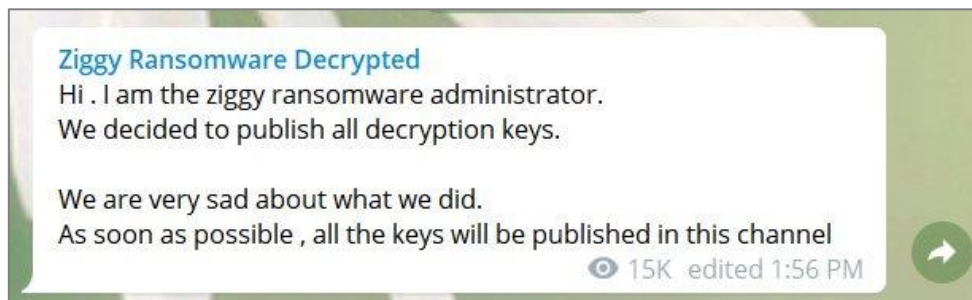 Ziggy Ransomware Decrypted
Hi . I am the ziggy ransomware administrator.
We decided to publish all decryption keys.
We are very sad about what we did.
As soon as possible , all the keys will be published in this channel
15K edited 1:56 PM